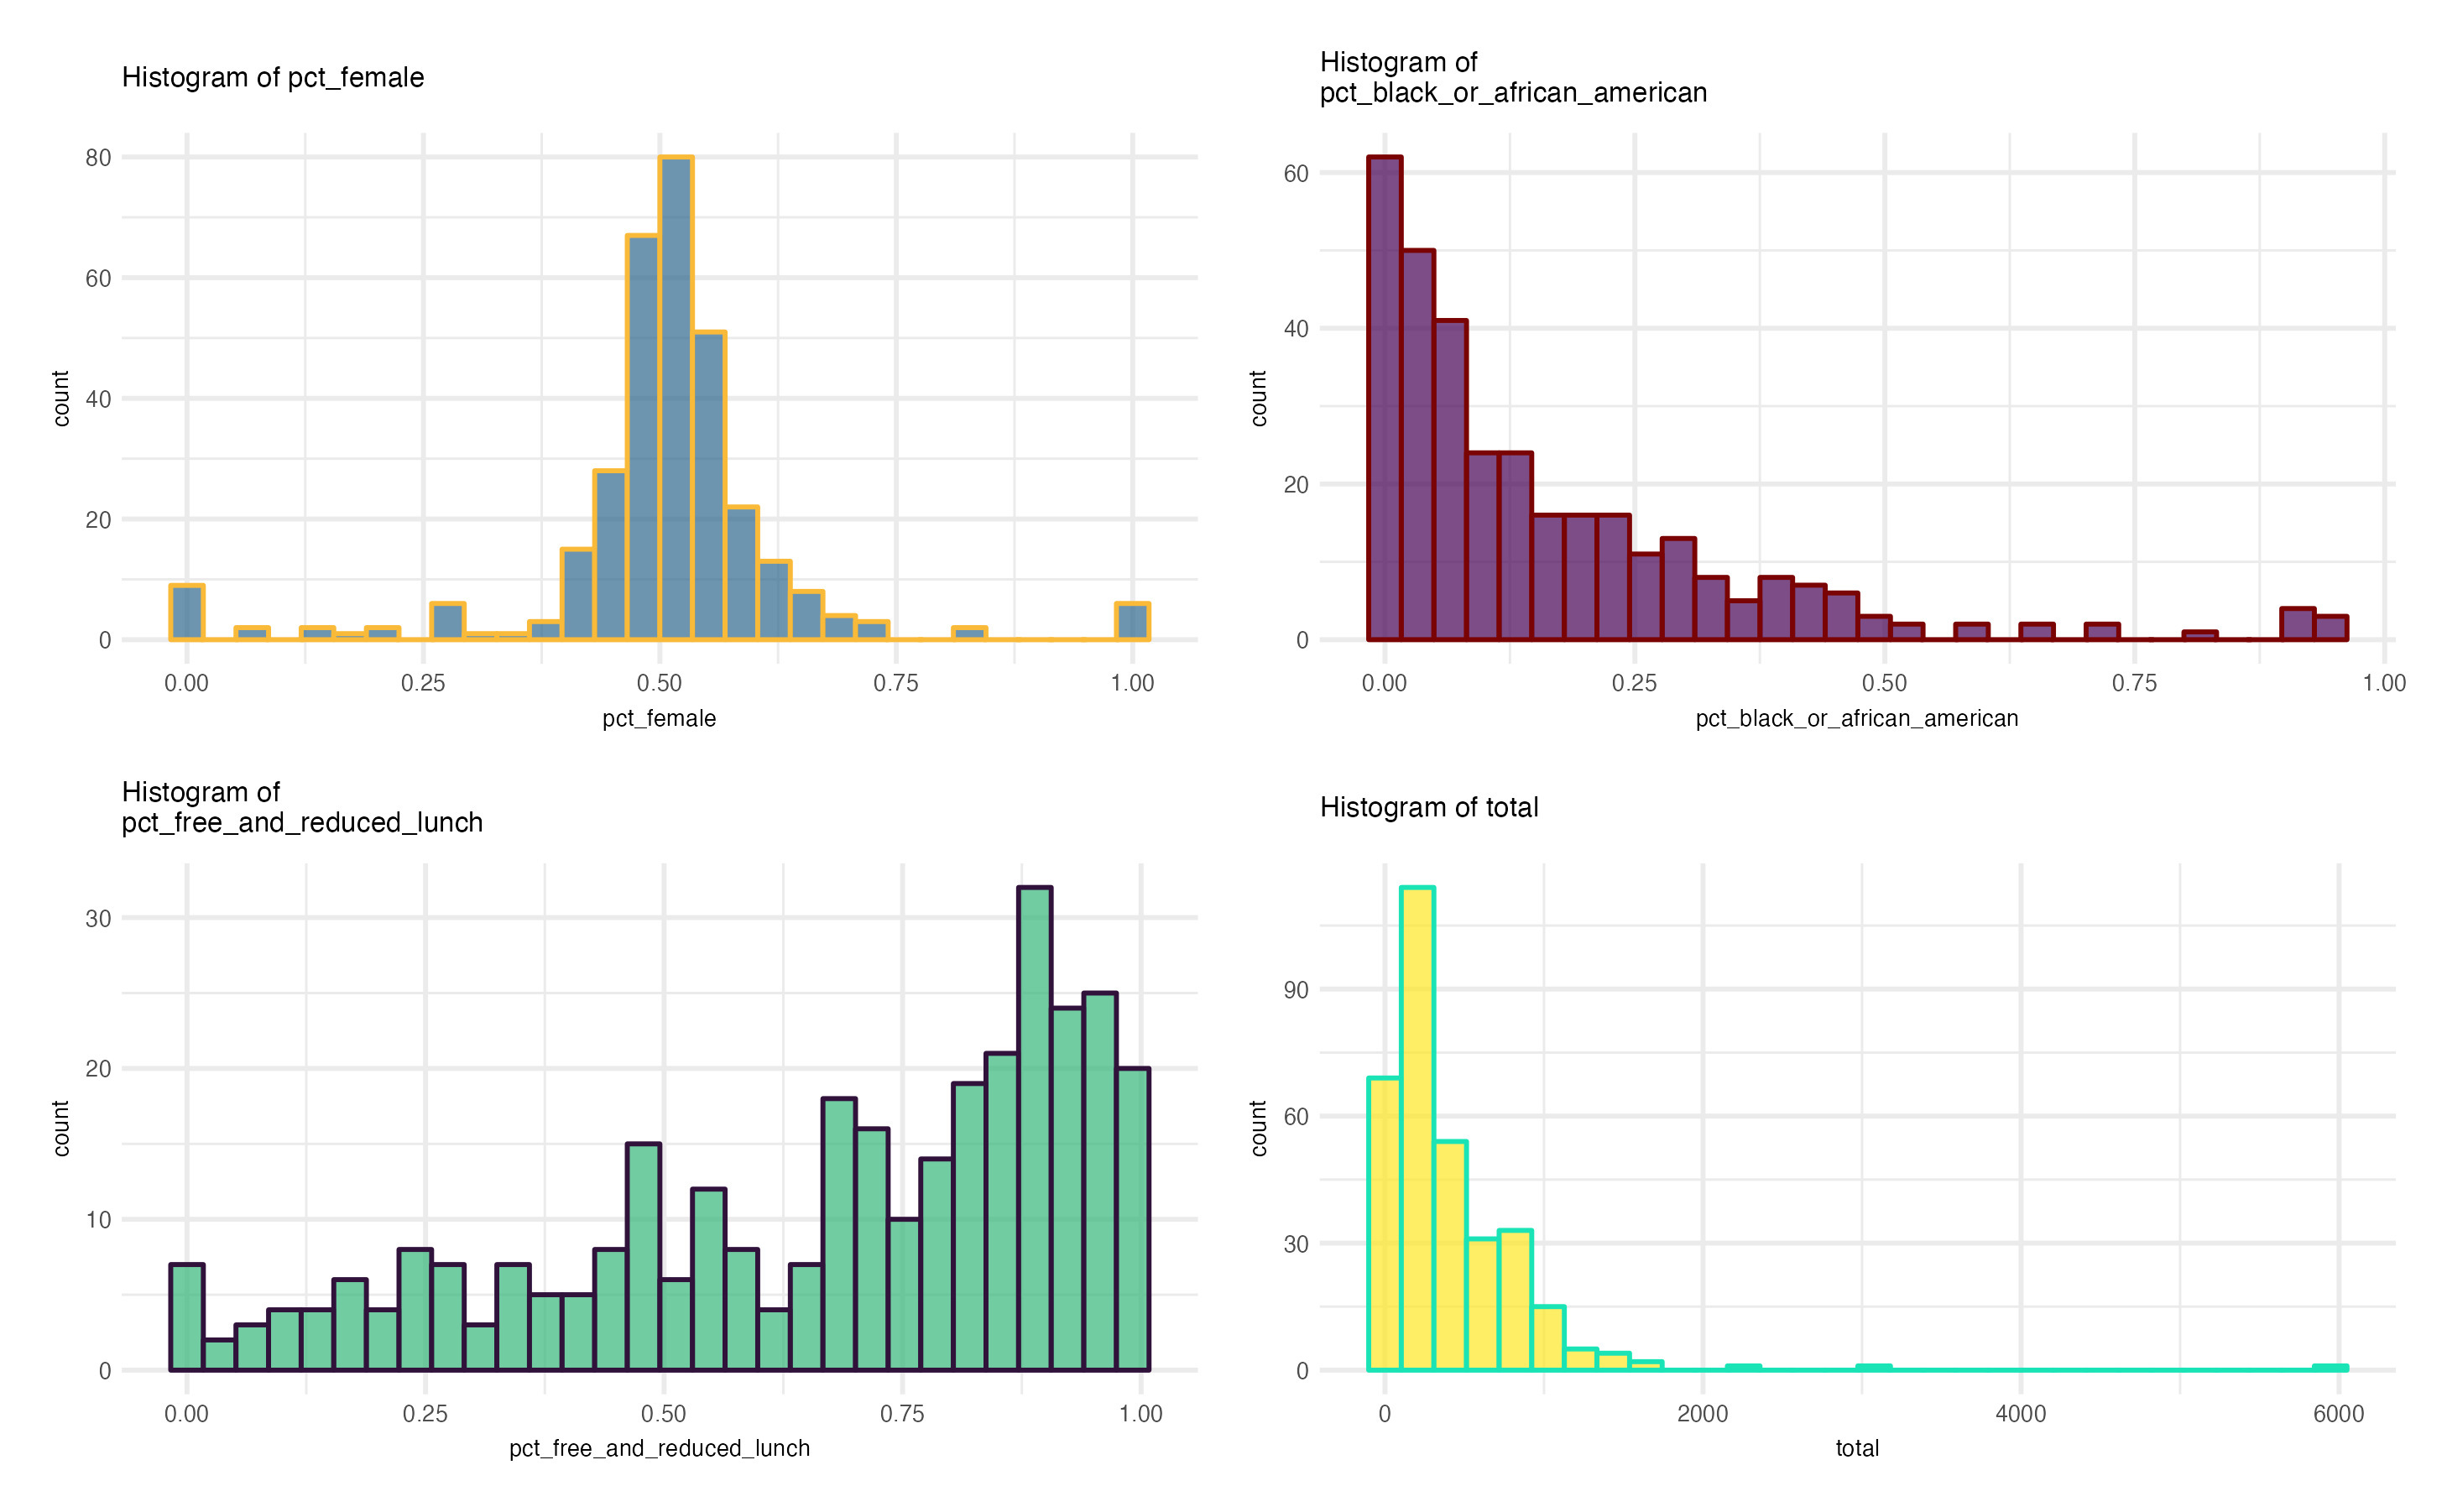 Histogram of pct_female
80
60
40
20
0
count
0.00 0.25 0.50 0.75 1.00
pct_female
Histogram of
pct_black_or_african_american
60
40
20
0
count
0.00 0.25 0.50 0.75 1.00
pct_black_or_african_american
Histogram of
pct_free_and_reduced_lunch
30
20
10
0
count
0.00 0.25 0.50 0.75 1.00
pct_free_and_reduced_lunch
Histogram of total
90
60
30
0
count
0 2000 4000 6000
total